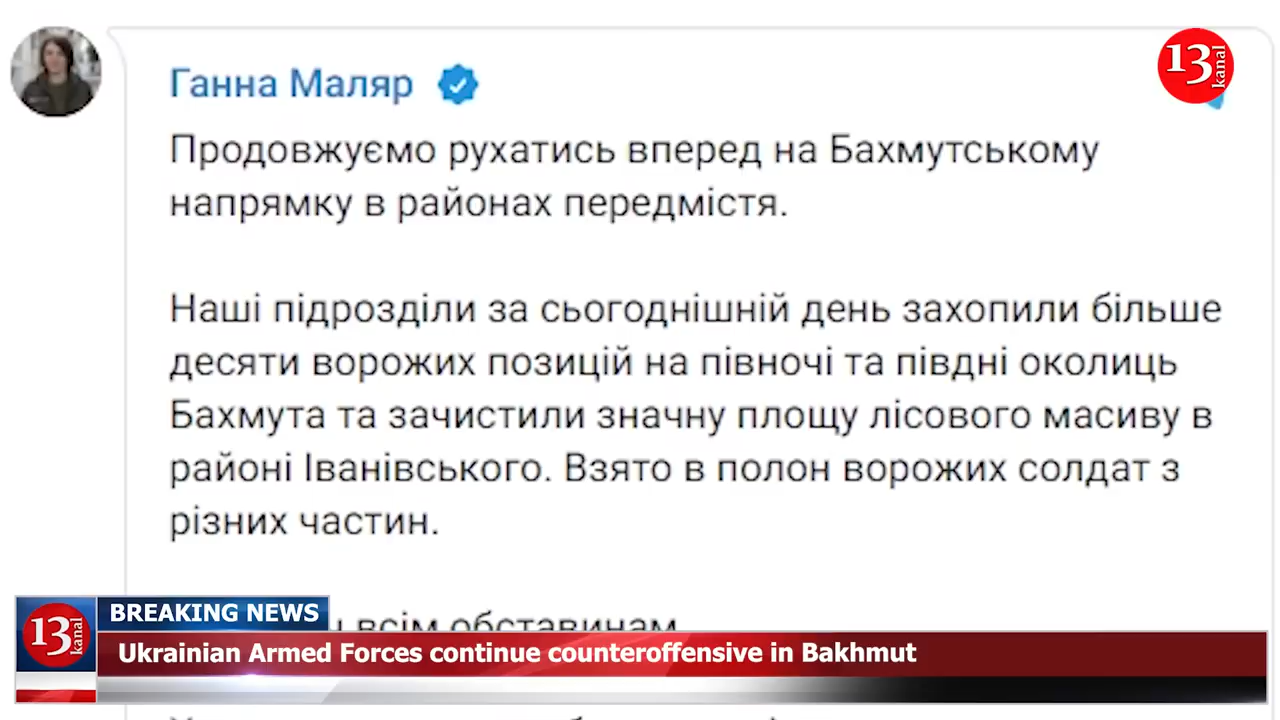 Ганна Маляр
13 kanal
Продовжуємо рухатись вперед на Бахмутському
напрямку в районах передмістя.
Наші підрозділи за сьогоднішній день захопили більше
десяти ворожих позицій на півночі та півдні околиць
Бахмута та зачистили значну площу лісового масиву в
районі Іванівського. Взято в полон ворожих солдат з
різних частин.
всім обставинам
13 kanal
BREAKING NEWS
Ukrainian Armed Forces continue counteroffensive in Bakhmut